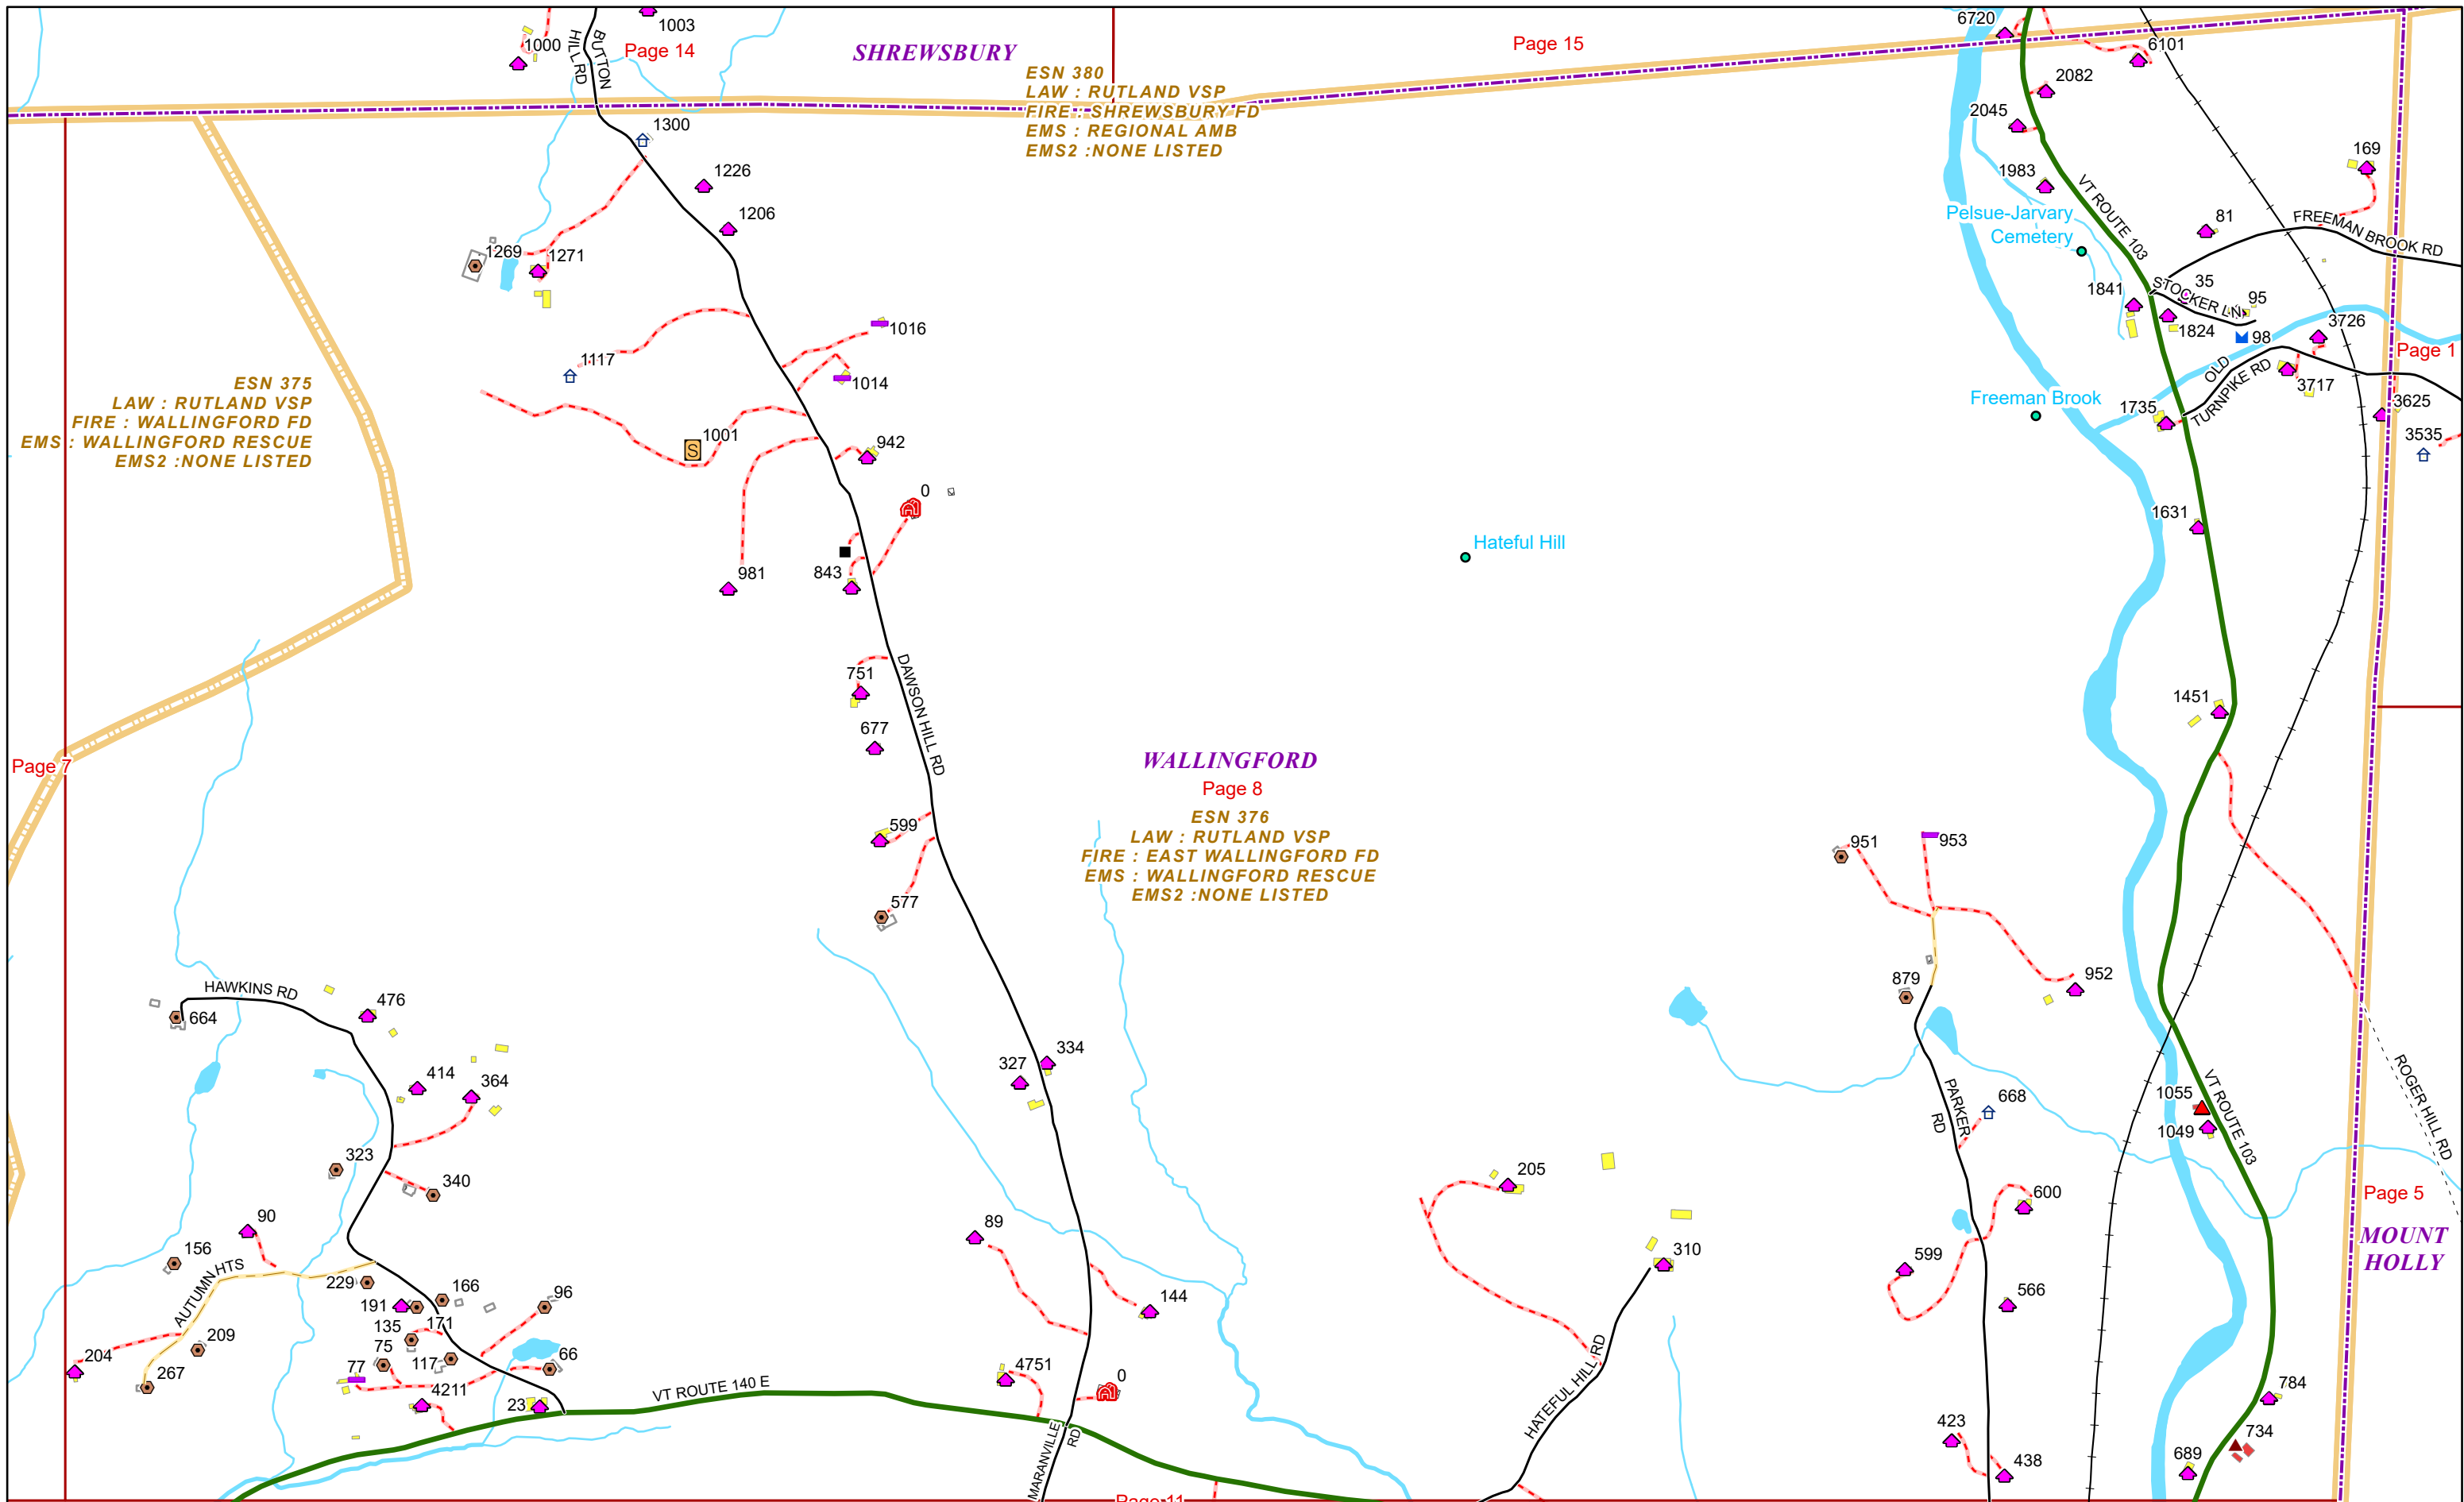 1003
1000
BUTTON
HILL RD
Page 14
SHREWSBURY
Page 15
6720
6101
ESN 380
LAW : RUTLAND VSP
FIRE : SHREWSBURY FD
EMS : REGIONAL AMB
EMS2 :NONE LISTED
2082
2045
1300
169
1226
1983
1206
Pelsue-Jarvary
Cemetery
VT ROUTE 103
81
FREEMAN BROOK RD
1269
1271
STOCKER LN
35
95
1841
1824
98
3726
1016
Page 1
1117
1014
OLD
TURNPIKE RD
3717
ESN 375
LAW : RUTLAND VSP
FIRE : WALLINGFORD FD
EMS : WALLINGFORD RESCUE
EMS2 :NONE LISTED
Freeman Brook
1735
3625
1001
942
3535
S
0
1631
Hateful Hill
981
843
751
DAWSON HILL RD
1451
677
WALLINGFORD
Page 7
Page 8
ESN 376
LAW : RUTLAND VSP
FIRE : EAST WALLINGFORD FD
EMS : WALLINGFORD RESCUE
EMS2 :NONE LISTED
599
951
953
577
HAWKINS RD
879
952
476
664
334
327
414
364
PARKER
RD
668
1055
VT ROUTE 103
1049
ROGER HILL RD
323
340
205
600
Page 5
90
89
MOUNT
HOLLY
156
AUTUMN HTS
229
166
310
599
191
96
566
135
171
144
209
75
204
77
117
66
267
4751
0
HATEFUL HILL RD
4211
23
VT ROUTE 140 E
784
MARANVILLE
RD
423
734
438
689
Page 11